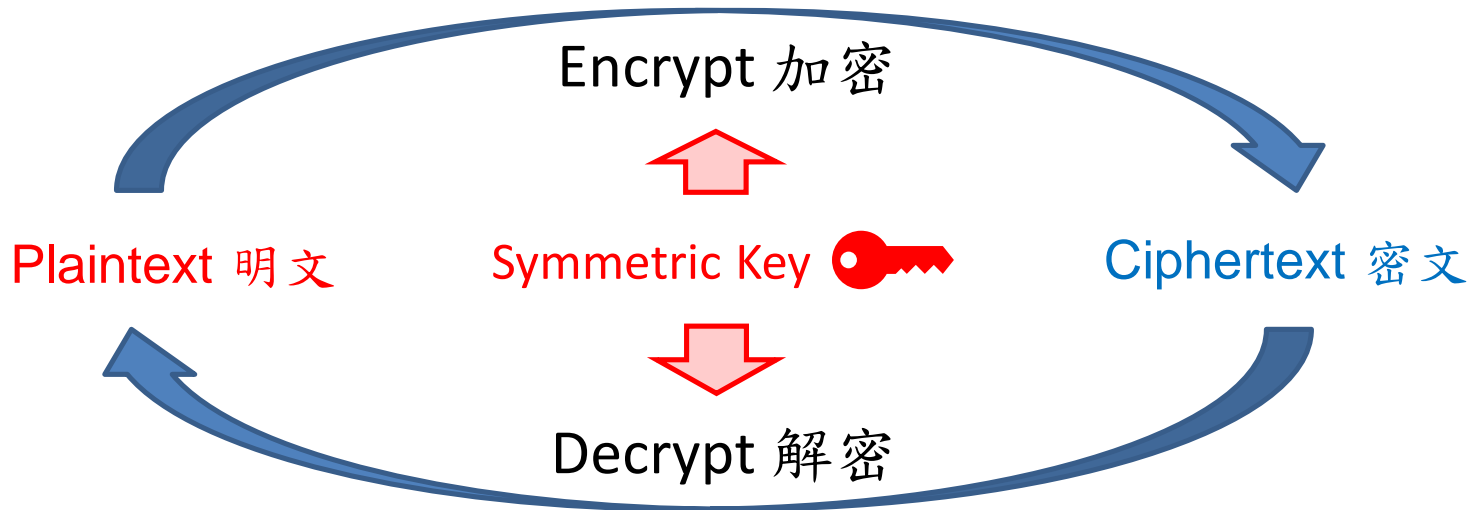 Encrypt 加密
Plaintext 明文
Symmetric Key
Ciphertext 密文
Decrypt 解密